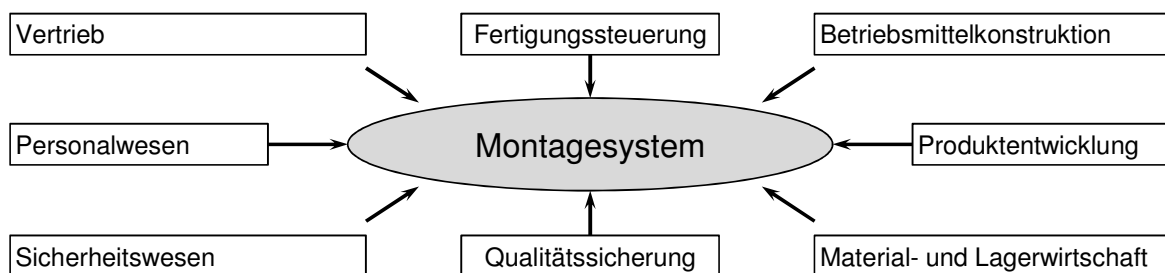 Vertrieb
Fertigungssteuerung
Betriebsmittelkonstruktion
Personalwesen
Montagesystem
Produktentwicklung
Sicherheitswesen
Qualitätssicherung
Material- und Lagerwirtschaft